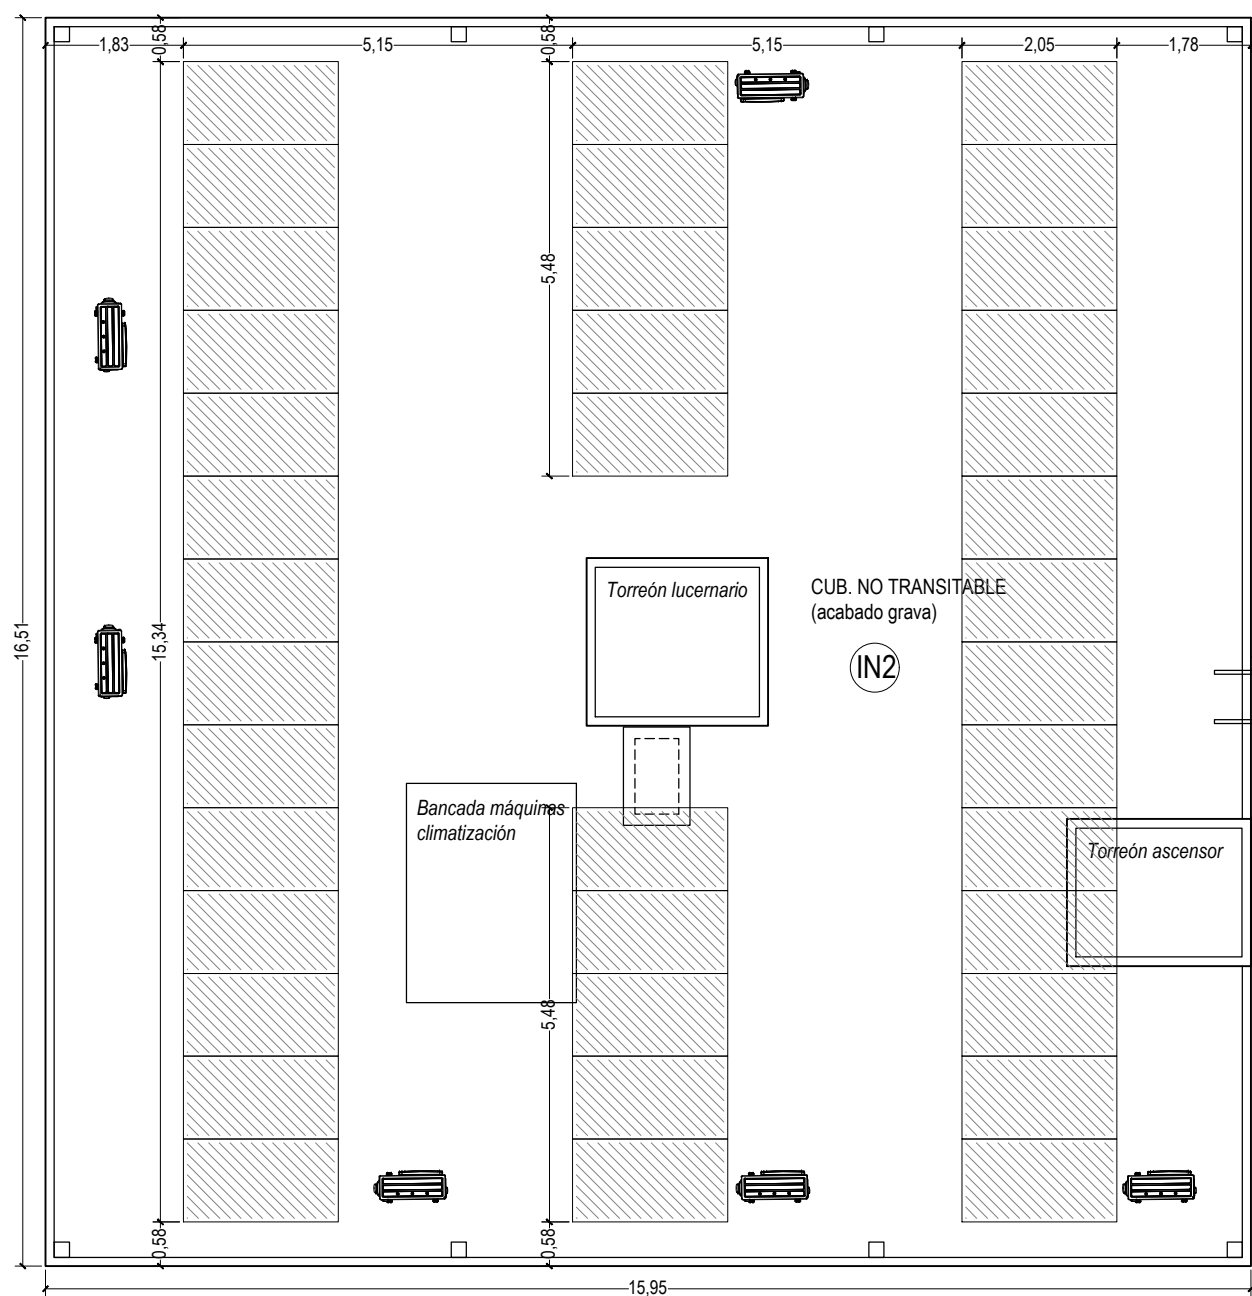 0,58
0,58
1,83
5,15
5,15
2,05
1,78
5,48
Torreón lucernario
CUB. NO TRANSITABLE
(acabado grava)
16,51
15,34
IN2
Bancada máquinas
climatización
Torreón ascensor
5,48
0,58
0,58
15,95